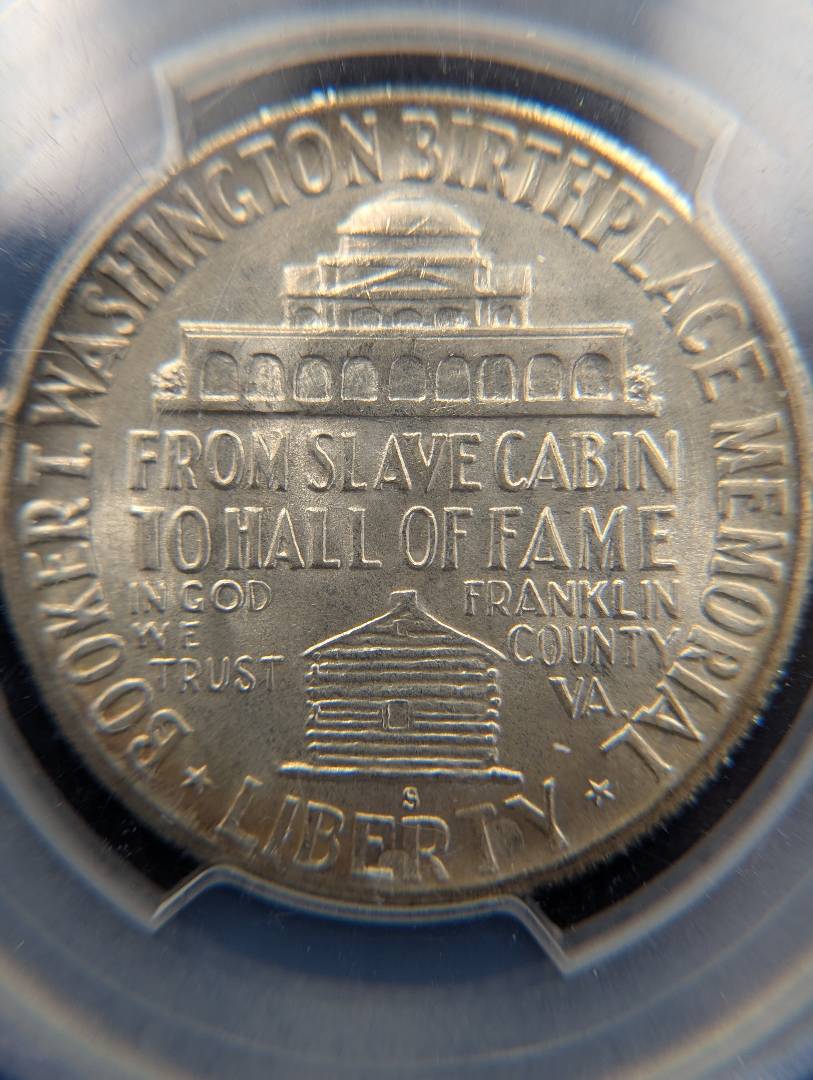 BOOKER T. WASHINGTON BIRTHPLACE MEMORIAL
FROM SLAVE CABIN
TO HALL OF FAME
IN GOD
WE
TRUST
FRANKLIN
COUNTY
VA.
S
LIBERTY